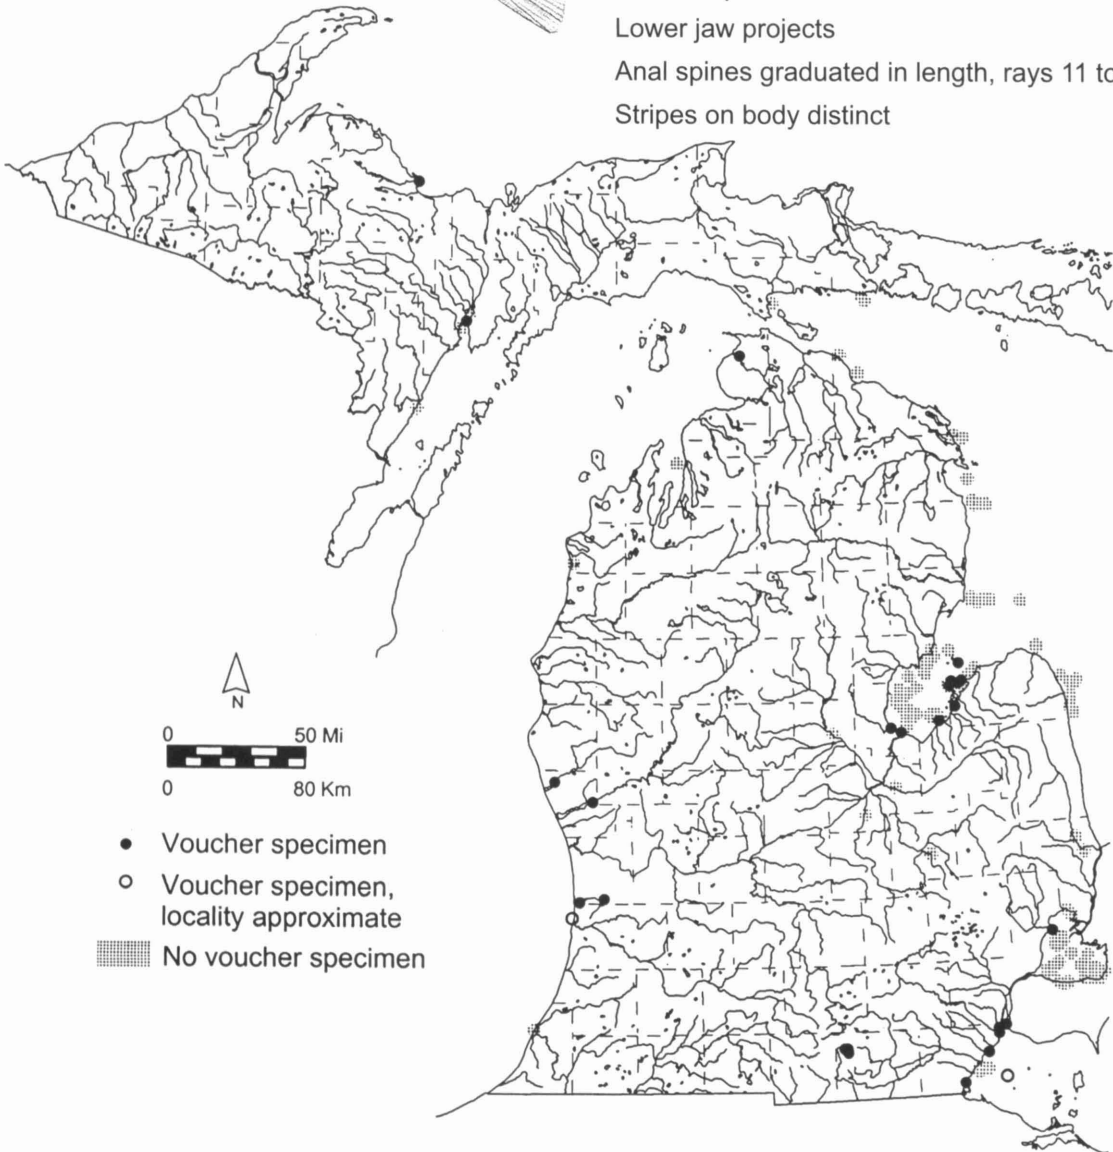 Lower jaw projects
Anal spines graduated in length, rays 11 to
Stripes on body distinct
N
0 50 Mi
0 80 Km
Voucher specimen
Voucher specimen,
locality approximate
No voucher specimen